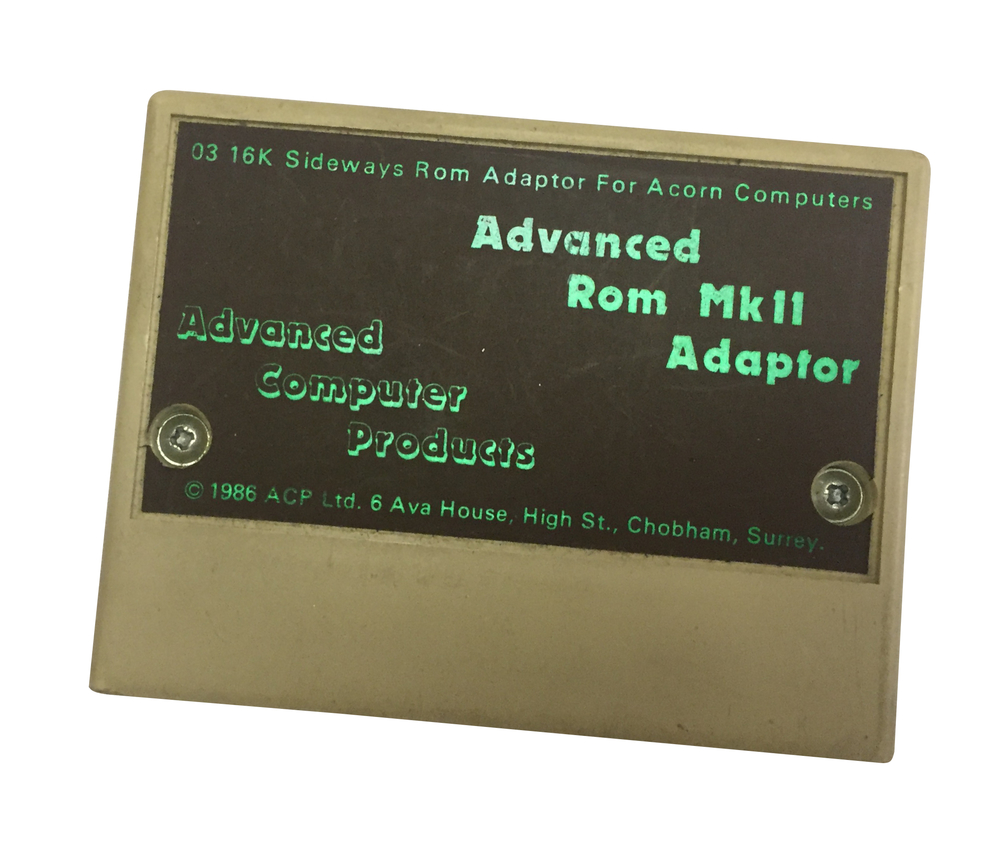 03 16K Sideways Rom Adaptor For Acorn Computers
Advanced
Rom MkII
Adaptor
Advanced
Computer
Products
© 1986 ACP Ltd. 6 Ava House, High St., Chobham, Surrey.